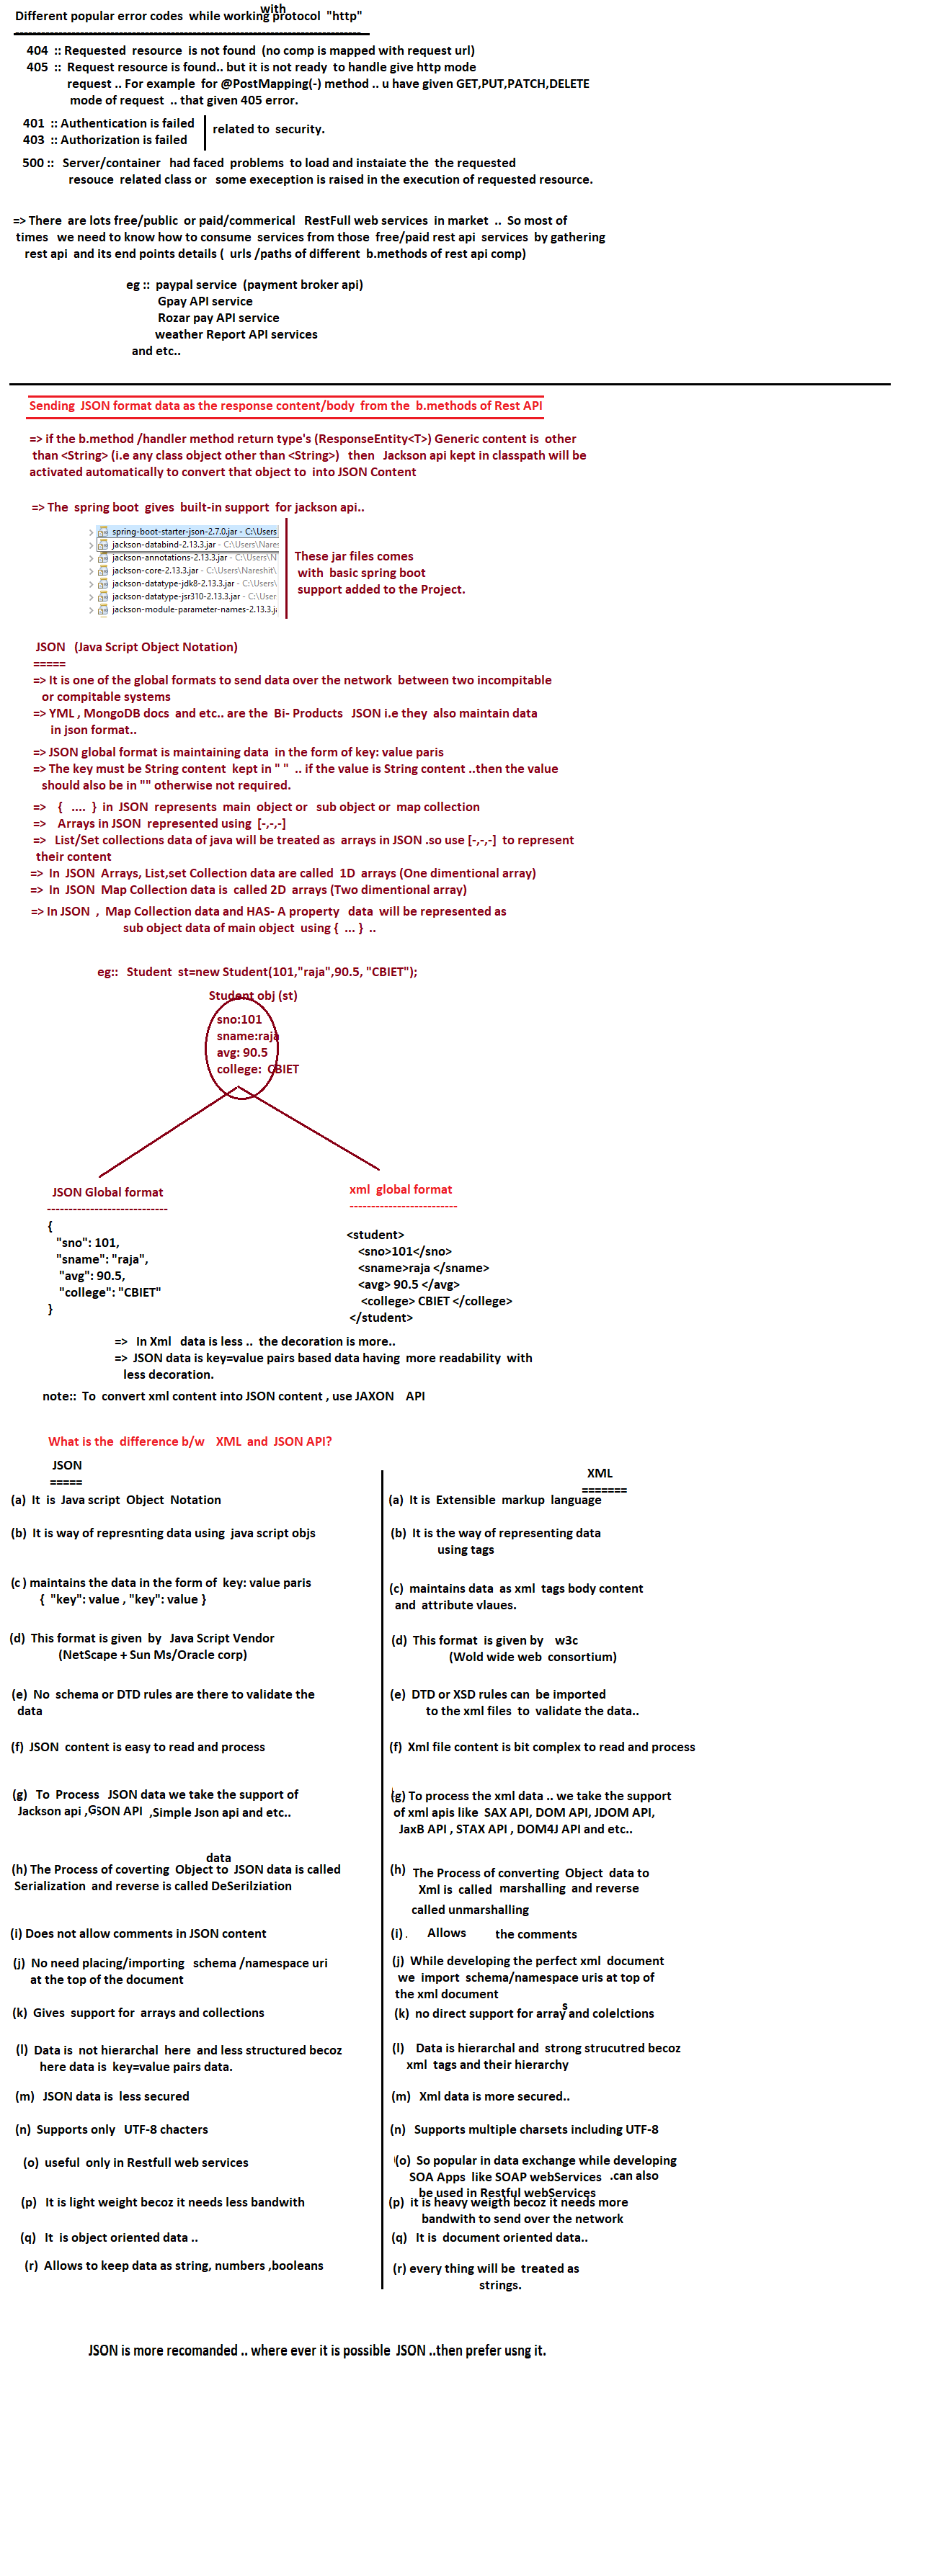 with
Different popular error codes while working protocol "http"
404 :: Requested resource is not found (no comp is mapped with request url)
405 :: Request resource is found.. but it is not ready to handle give http mode
request .. For example for @PostMapping(-) method .. u have given GET,PUT,PATCH,DELETE
mode of request .. that given 405 error.
401 :: Authentication is failed
403 :: Authorization is failed
related to security.
500 :: Server/container had faced problems to load and instaiate the the requested
resouce related class or some exeception is raised in the execution of requested resource.
=> There are lots free/public or paid/commerical RestFull web services in market .. So most of
times we need to know how to consume services from those free/paid rest api services by gathering
rest api and its end points details ( urls /paths of different b.methods of rest api comp)
eg :: paypal service (payment broker api)
Gpay API service
Rozar pay API service
weather Report API services
and etc..
Sending JSON format data as the response content/body from the b.methods of Rest API
=> if the b.method /handler method return type's (ResponseEntity<T>) Generic content is other
than <String> (i.e any class object other than <String>) then Jackson api kept in classpath will be
activated automatically to convert that object to into JSON Content
=> The spring boot gives built-in support for jackson api..
spring-boot-starter-json-2.7.0.jar - C:\Users
jackson-databind-2.13.3.jar - C:\Users\Nares
jackson-annotations-2.13.3.jar - C:\Users\N
jackson-core-2.13.3.jar - C:\Users\Nareshit\
jackson-datatype-jdk8-2.13.3.jar - C:\Users\
jackson-datatype-jsr310-2.13.3.jar - C:\User
jackson-module-parameter-names-2.13.3.j
These jar files comes
with basic spring boot
support added to the Project.
JSON (Java Script Object Notation)
=====
=> It is one of the global formats to send data over the network between two incompitable
or compitable systems
=> YML , MongoDB docs and etc.. are the Bi- Products JSON i.e they also maintain data
in json format..
=> JSON global format is maintaining data in the form of key: value paris
=> The key must be String content kept in " " .. if the value is String content ..then the value
should also be in "" otherwise not required.
=> { .... } in JSON represents main object or sub object or map collection
=> Arrays in JSON represented using [-,-,-]
=> List/Set collections data of java will be treated as arrays in JSON .so use [-,-,-] to represent
their content
=> In JSON Arrays, List,set Collection data are called 1D arrays (One dimentional array)
=> In JSON Map Collection data is called 2D arrays (Two dimentional array)
=> In JSON , Map Collection data and HAS- A property data will be represented as
sub object data of main object using { ... } ..
eg:: Student st=new Student(101,"raja",90.5, "CBIET");
Student obj (st)
sno:101
sname:raja
avg: 90.5
college: CBIET
JSON Global format
----------------------------
{
"sno": 101,
"sname": "raja",
"avg": 90.5,
"college": "CBIET"
}
xml global format
-------------------------
<student>
<sno>101</sno>
<sname>raja </sname>
<avg> 90.5 </avg>
<college> CBIET </college>
</student>
=> In Xml data is less .. the decoration is more..
=> JSON data is key=value pairs based data having more readability with
less decoration.
note:: To convert xml content into JSON content , use JAXON API
What is the difference b/w XML and JSON API?
JSON
=====
XML
=======
(a) It is Java script Object Notation
(a) It is Extensible markup language
(b) It is way of represnting data using java script objs
(b) It is the way of representing data
using tags
(c ) maintains the data in the form of key: value paris
{ "key": value , "key": value }
(c) maintains data as xml tags body content
and attribute vlaues.
(d) This format is given by Java Script Vendor
(NetScape + Sun Ms/Oracle corp)
(d) This format is given by w3c
(Wold wide web consortium)
(e) No schema or DTD rules are there to validate the
data
(e) DTD or XSD rules can be imported
to the xml files to validate the data..
(f) JSON content is easy to read and process
(f) Xml file content is bit complex to read and process
(g) To Process JSON data we take the support of
Jackson api ,GSON API ,Simple Json api and etc..
(g) To process the xml data .. we take the support
of xml apis like SAX API, DOM API, JDOM API,
JaxB API , STAX API , DOM4J API and etc..
data
(h) The Process of coverting Object to JSON data is called
Serialization and reverse is called DeSerilziation
(h) The Process of converting Object data to
Xml is called marshalling and reverse
called unmarshalling
(i) Does not allow comments in JSON content
(i) . Allows the comments
(j) No need placing/importing schema /namespace uri
at the top of the document
(j) While developing the perfect xml document
we import schema/namespace uris at top of
the xml document
(k) Gives support for arrays and collections
s
(k) no direct support for array and colelctions
(l) Data is not hierarchal here and less structured becoz
here data is key=value pairs data.
(l) Data is hierarchal and strong strucutred becoz
xml tags and their hierarchy
(m) JSON data is less secured
(m) Xml data is more secured..
(n) Supports only UTF-8 chacters
(n) Supports multiple charsets including UTF-8
(o) useful only in Restfull web services
(o) So popular in data exchange while developing
SOA Apps like SOAP webServices .can also
be used in Restful webServices
(p) It is light weight becoz it needs less bandwith
(p) it is heavy weigth becoz it needs more
bandwith to send over the network
(q) It is object oriented data ..
(q) It is document oriented data..
(r) Allows to keep data as string, numbers ,booleans
(r) every thing will be treated as
strings.
JSON is more recomanded .. where ever it is possible JSON ..then prefer usng it.